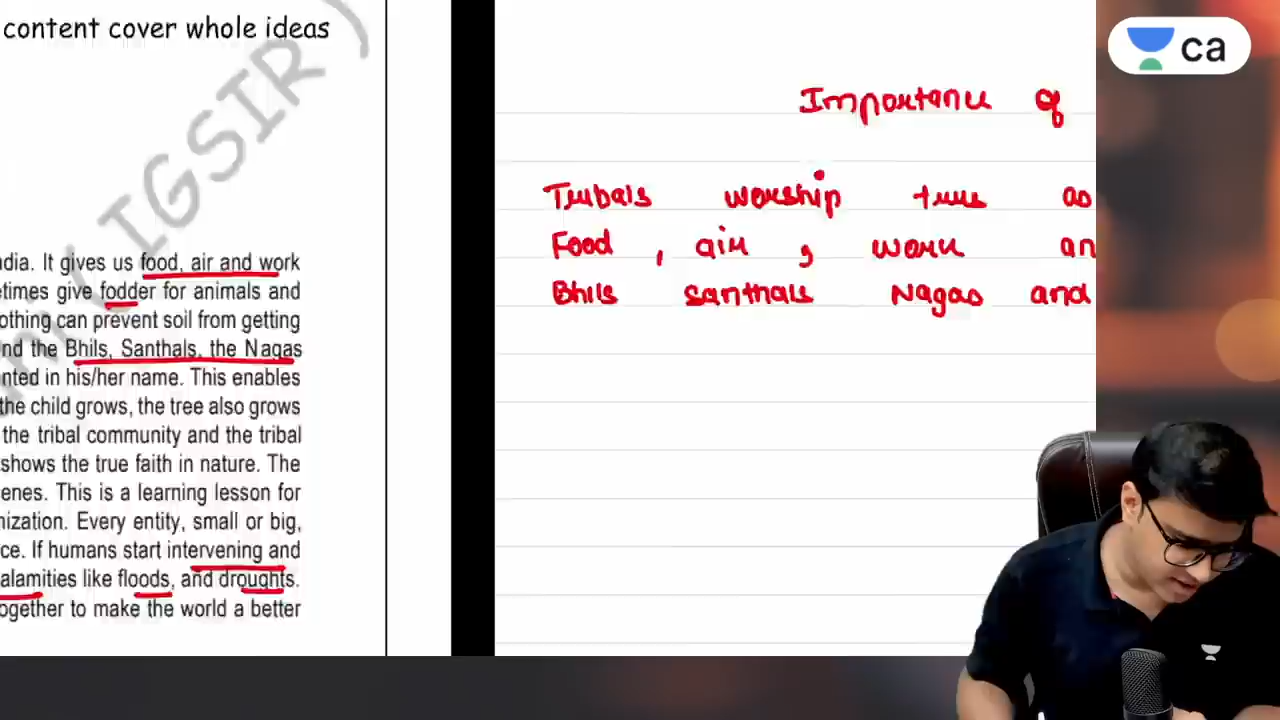 content cover whole ideas
IGSIR )
ca
Importance of
Tribals worship trees as
Food , air , work an
Bhils santhals Nagas and
dia. It gives us food, air and work
etimes give fodder for animals and
othing can prevent soil from getting
nd the Bhils, Santhals, the Nagas
nted in his/her name. This enables
the child grows, the tree also grows
the tribal community and the tribal
shows the true faith in nature. The
enes. This is a learning lesson for
nization. Every entity, small or big,
ce. If humans start intervening and
alamities like floods, and droughts.
ogether to make the world a better